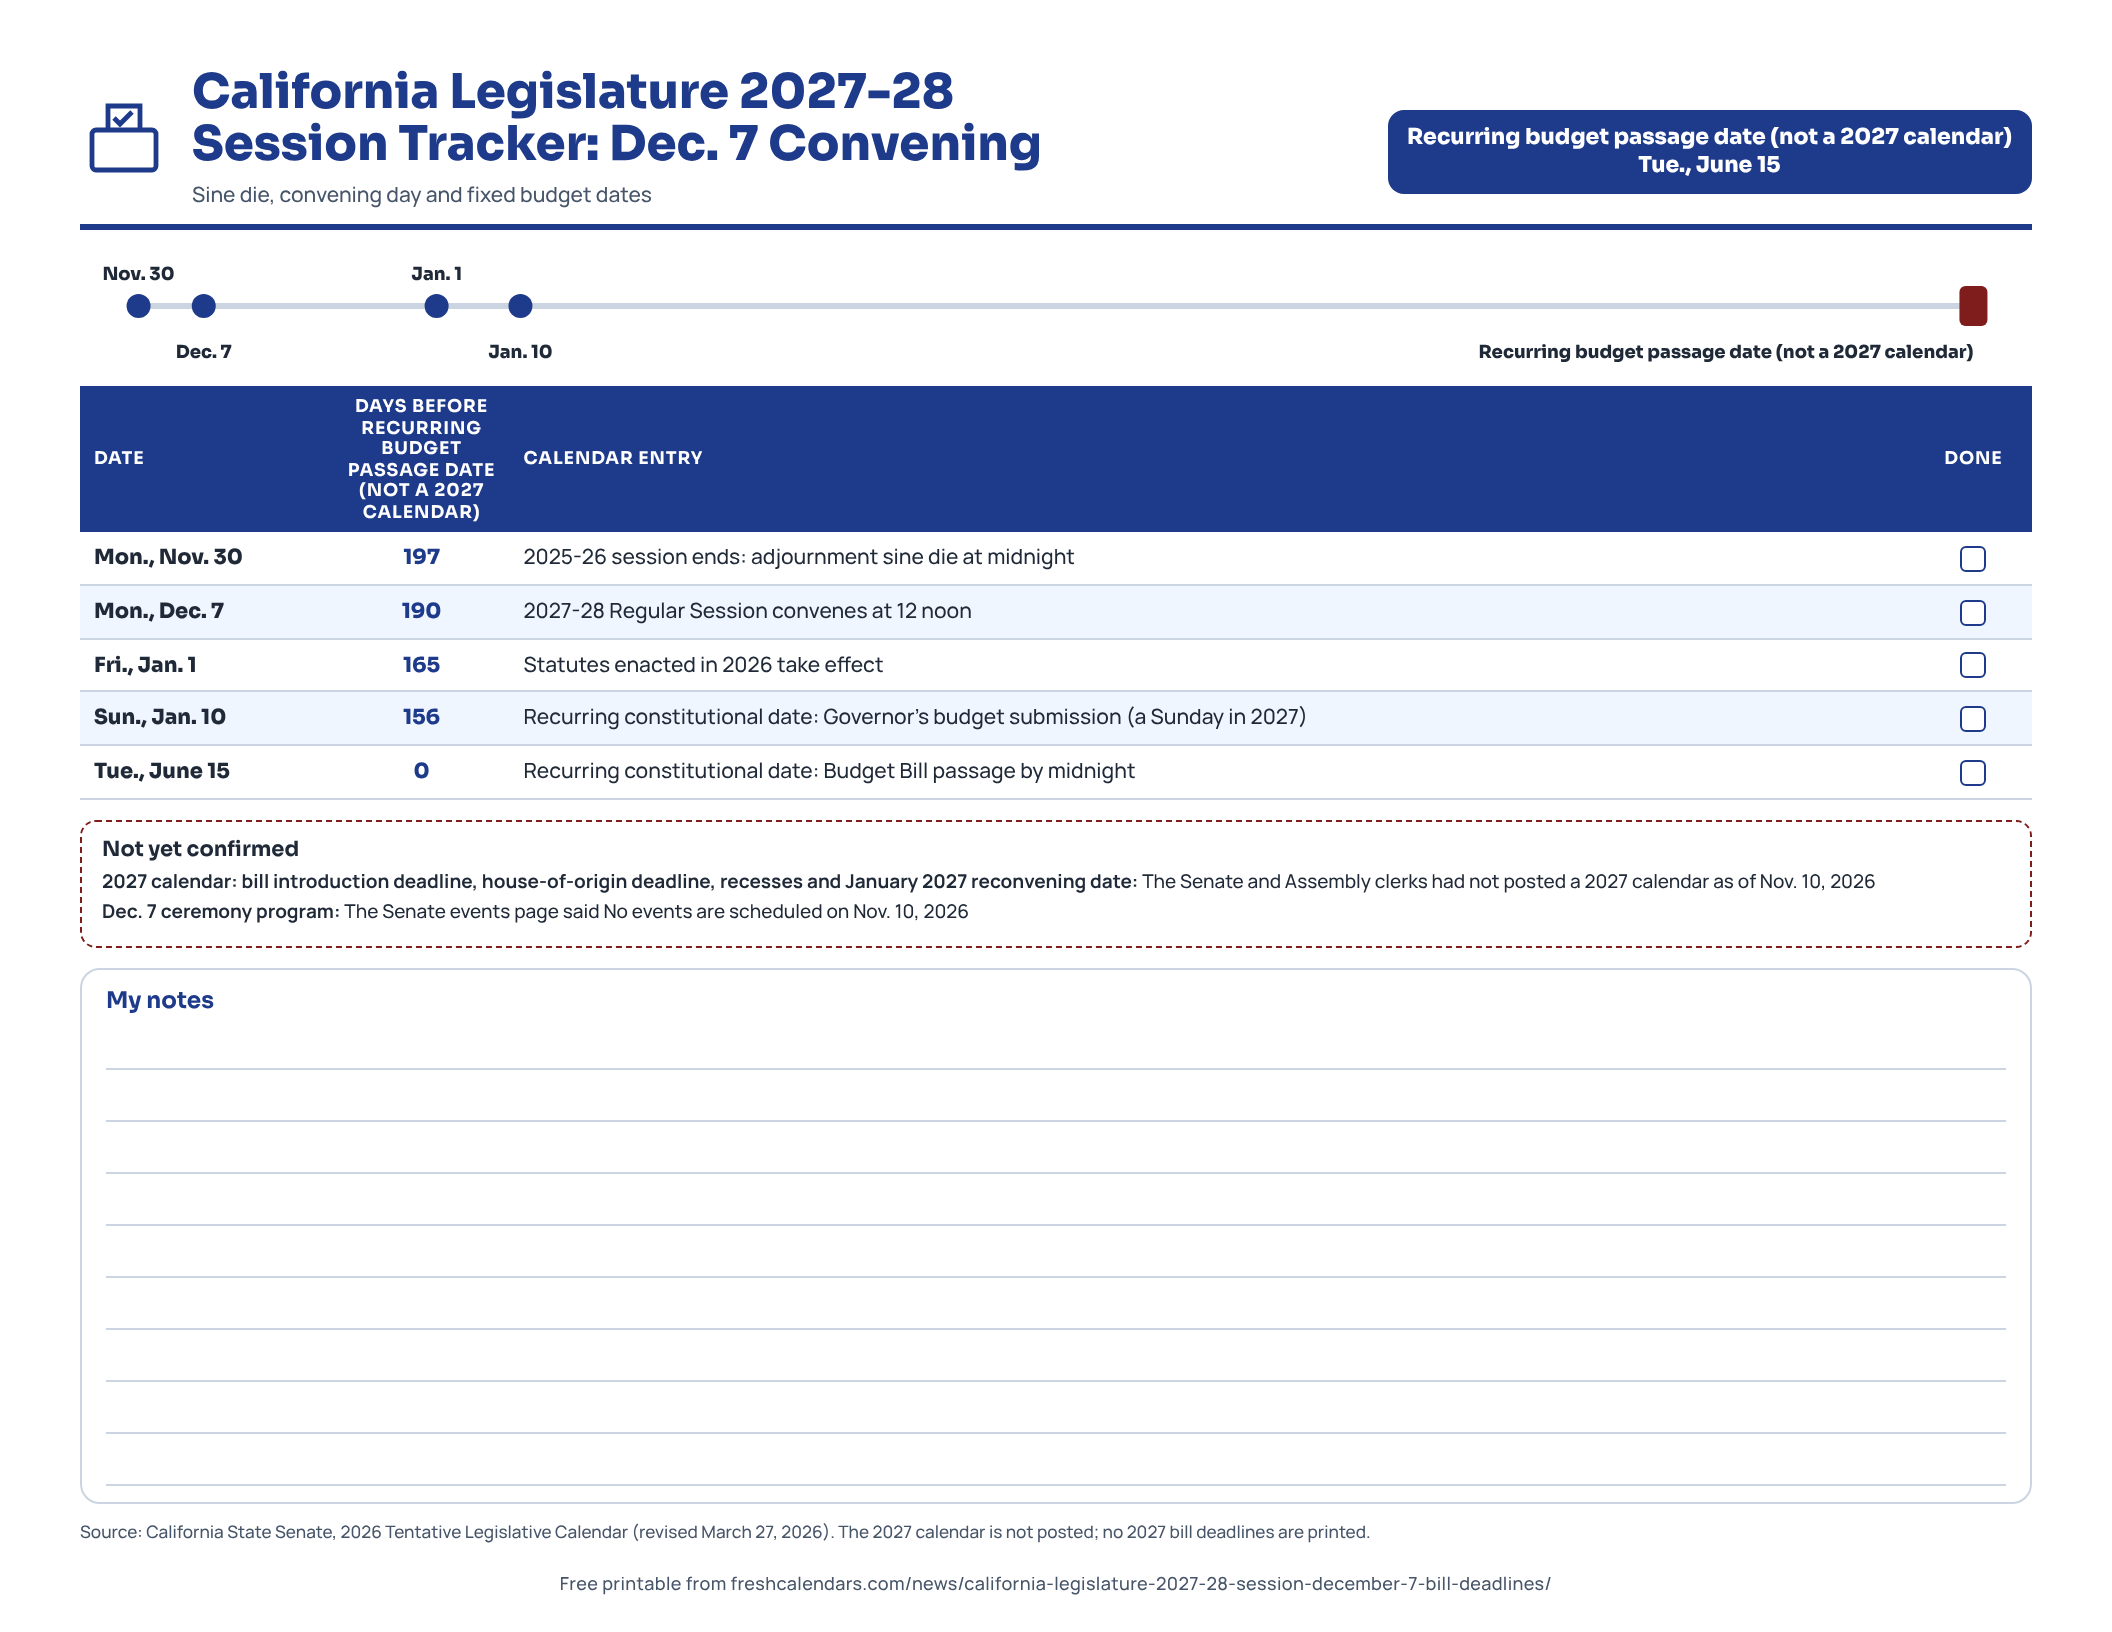 California Legislature 2027–28
Session Tracker: Dec. 7 Convening
Sine die, convening day and fixed budget dates
Recurring budget passage date (not a 2027 calendar)
Tue., June 15
Nov. 30
Jan. 1
Dec. 7
Jan. 10
Recurring budget passage date (not a 2027 calendar)
DATE
DAYS BEFORE
RECURRING
BUDGET
PASSAGE DATE
(NOT A 2027
CALENDAR)
CALENDAR ENTRY
DONE
Mon., Nov. 30 197 2025-26 session ends: adjournment sine die at midnight
Mon., Dec. 7 190 2027-28 Regular Session convenes at 12 noon
Fri., Jan. 1 165 Statutes enacted in 2026 take effect
Sun., Jan. 10 156 Recurring constitutional date: Governor’s budget submission (a Sunday in 2027)
Tue., June 15 0 Recurring constitutional date: Budget Bill passage by midnight
Not yet confirmed
2027 calendar: bill introduction deadline, house-of-origin deadline, recesses and January 2027 reconvening date: The Senate and Assembly clerks had not posted a 2027 calendar as of Nov. 10, 2026
Dec. 7 ceremony program: The Senate events page said No events are scheduled on Nov. 10, 2026
My notes
Source: California State Senate, 2026 Tentative Legislative Calendar (revised March 27, 2026). The 2027 calendar is not posted; no 2027 bill deadlines are printed.
Free printable from freshcalendars.com/news/california-legislature-2027-28-session-december-7-bill-deadlines/